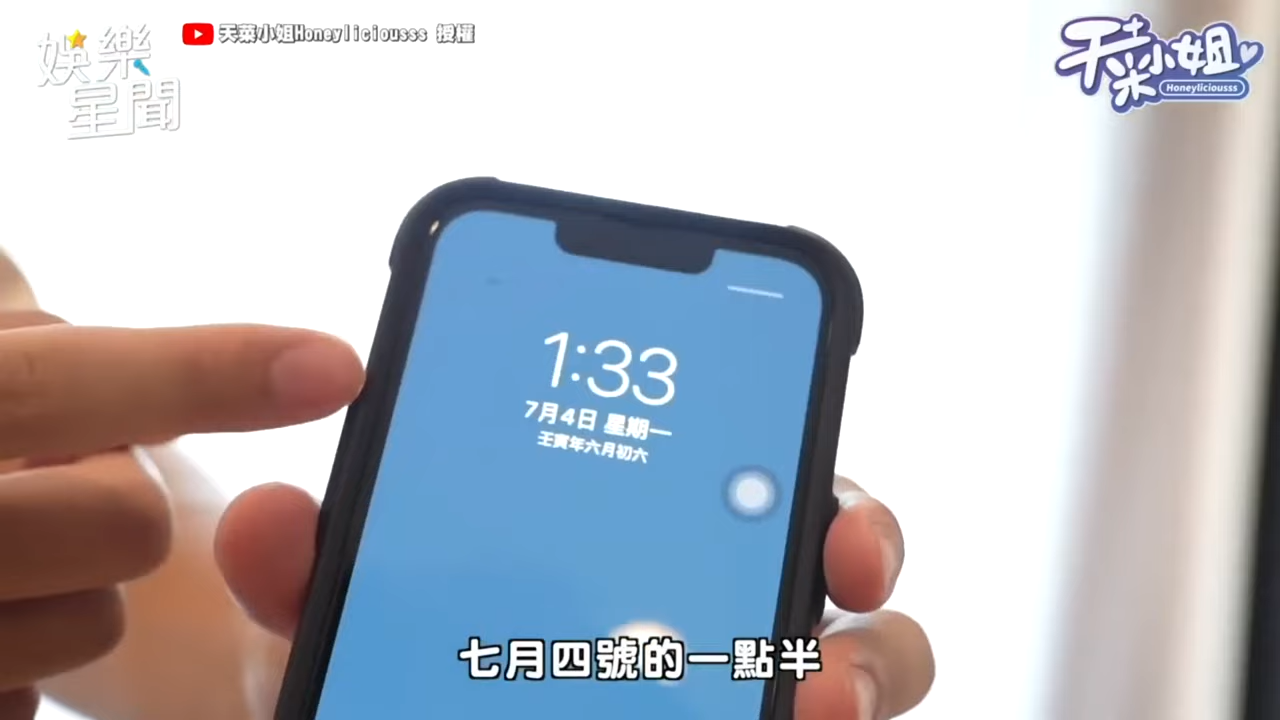 娛樂
星聞
天菜小姐Honeyliciousss 授權
天菜小姐
Honeyliciousss
1:33
7月4日 星期一
壬寅年六月初六
七月四號的一點半